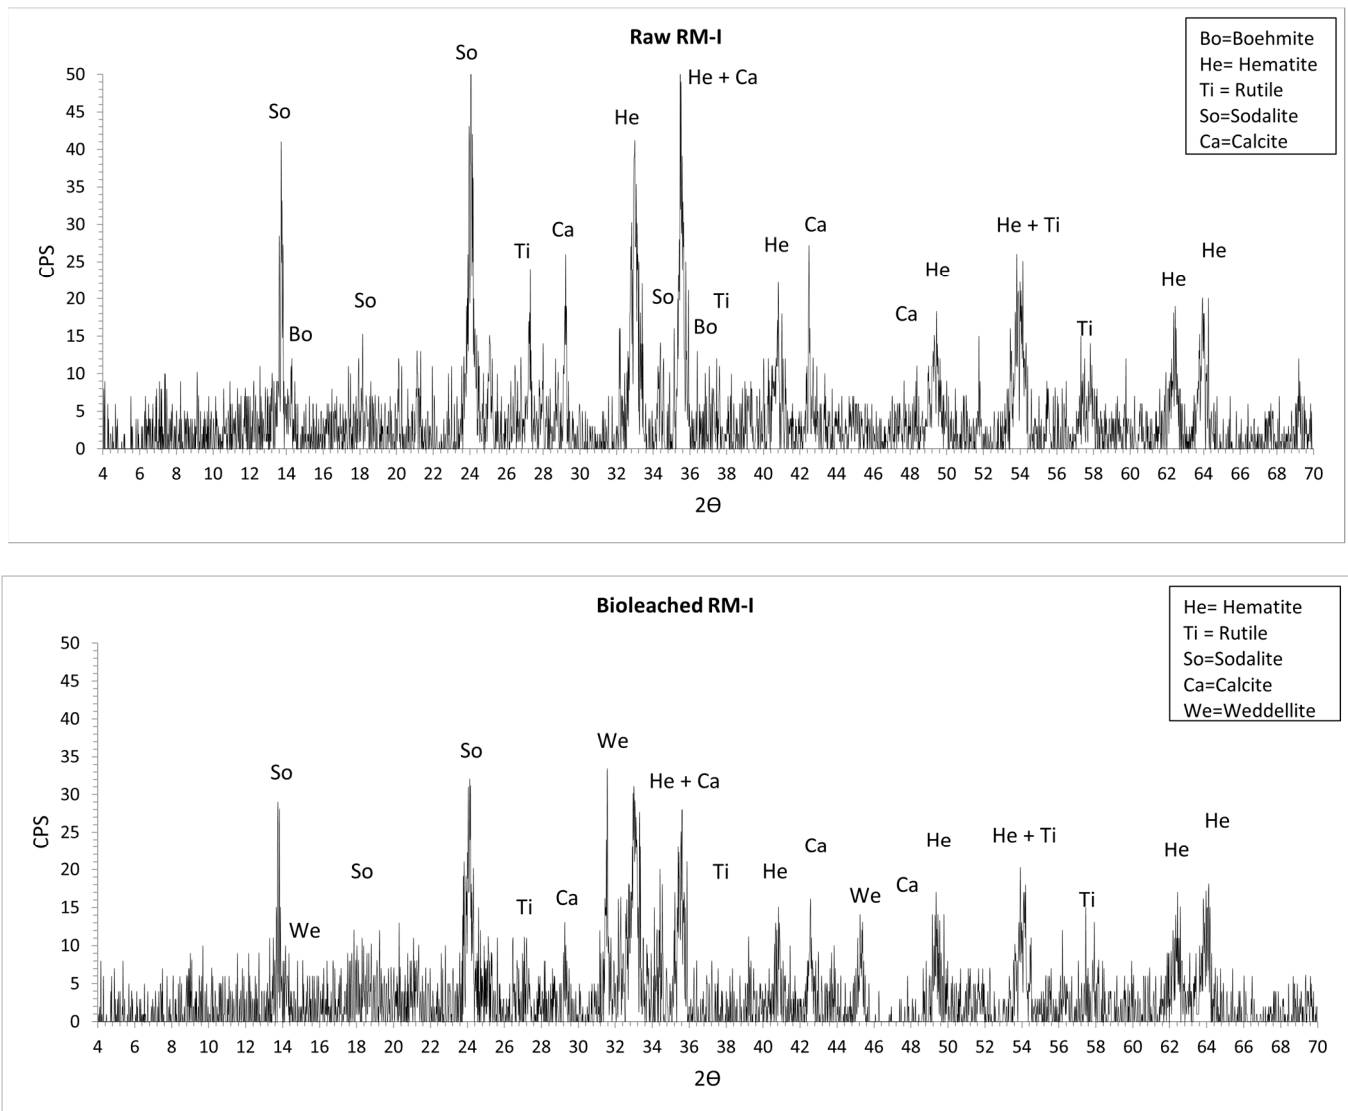 Raw RM-I
Bo=Boehmite
He= Hematite
Ti = Rutile
So=Sodalite
Ca=Calcite
CPS
50
45
40
35
30
25
20
15
10
5
0
So
Bo
So
So
Ti
Ca
He
So
He + Ca
Bo
Ti
He
Ca
Ca
He
He + Ti
Ti
He
He
4 6 8 10 12 14 16 18 20 22 24 26 28 30 32 34 36 38 40 42 44 46 48 50 52 54 56 58 60 62 64 66 68 70
2ϴ
Bioleached RM-I
He= Hematite
Ti = Rutile
So=Sodalite
Ca=Calcite
We=Weddellite
CPS
50
45
40
35
30
25
20
15
10
5
0
So
We
So
So
Ti
Ca
We
He + Ca
Ti
He
Ca
We
Ca
He
He + Ti
Ti
He
He
4 6 8 10 12 14 16 18 20 22 24 26 28 30 32 34 36 38 40 42 44 46 48 50 52 54 56 58 60 62 64 66 68 70
2ϴ